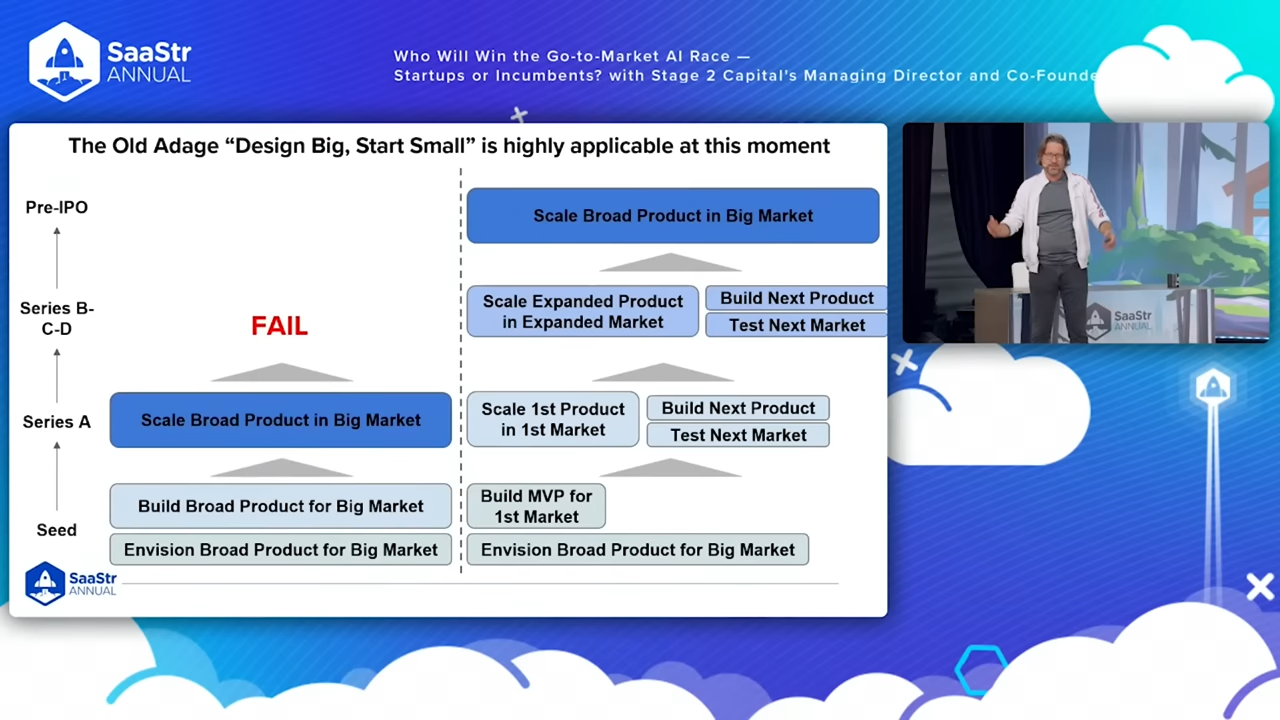 SaaStr
ANNUAL
Who Will Win the Go-to-Market AI Race —
Startups or Incumbents? with Stage 2 Capital's Managing Director and Co-Founde
The Old Adage “Design Big, Start Small” is highly applicable at this moment
Pre-IPO
Scale Broad Product in Big Market
Series B-
C-D
FAIL
Scale Expanded Product
in Expanded Market
Build Next Product
Test Next Market
Series A
Scale Broad Product in Big Market
Scale 1st Product
in 1st Market
Build Next Product
Test Next Market
Seed
Build Broad Product for Big Market
Build MVP for
1st Market
Envision Broad Product for Big Market
Envision Broad Product for Big Market
SaaStr
ANNUAL
SaaStr
ANNUAL